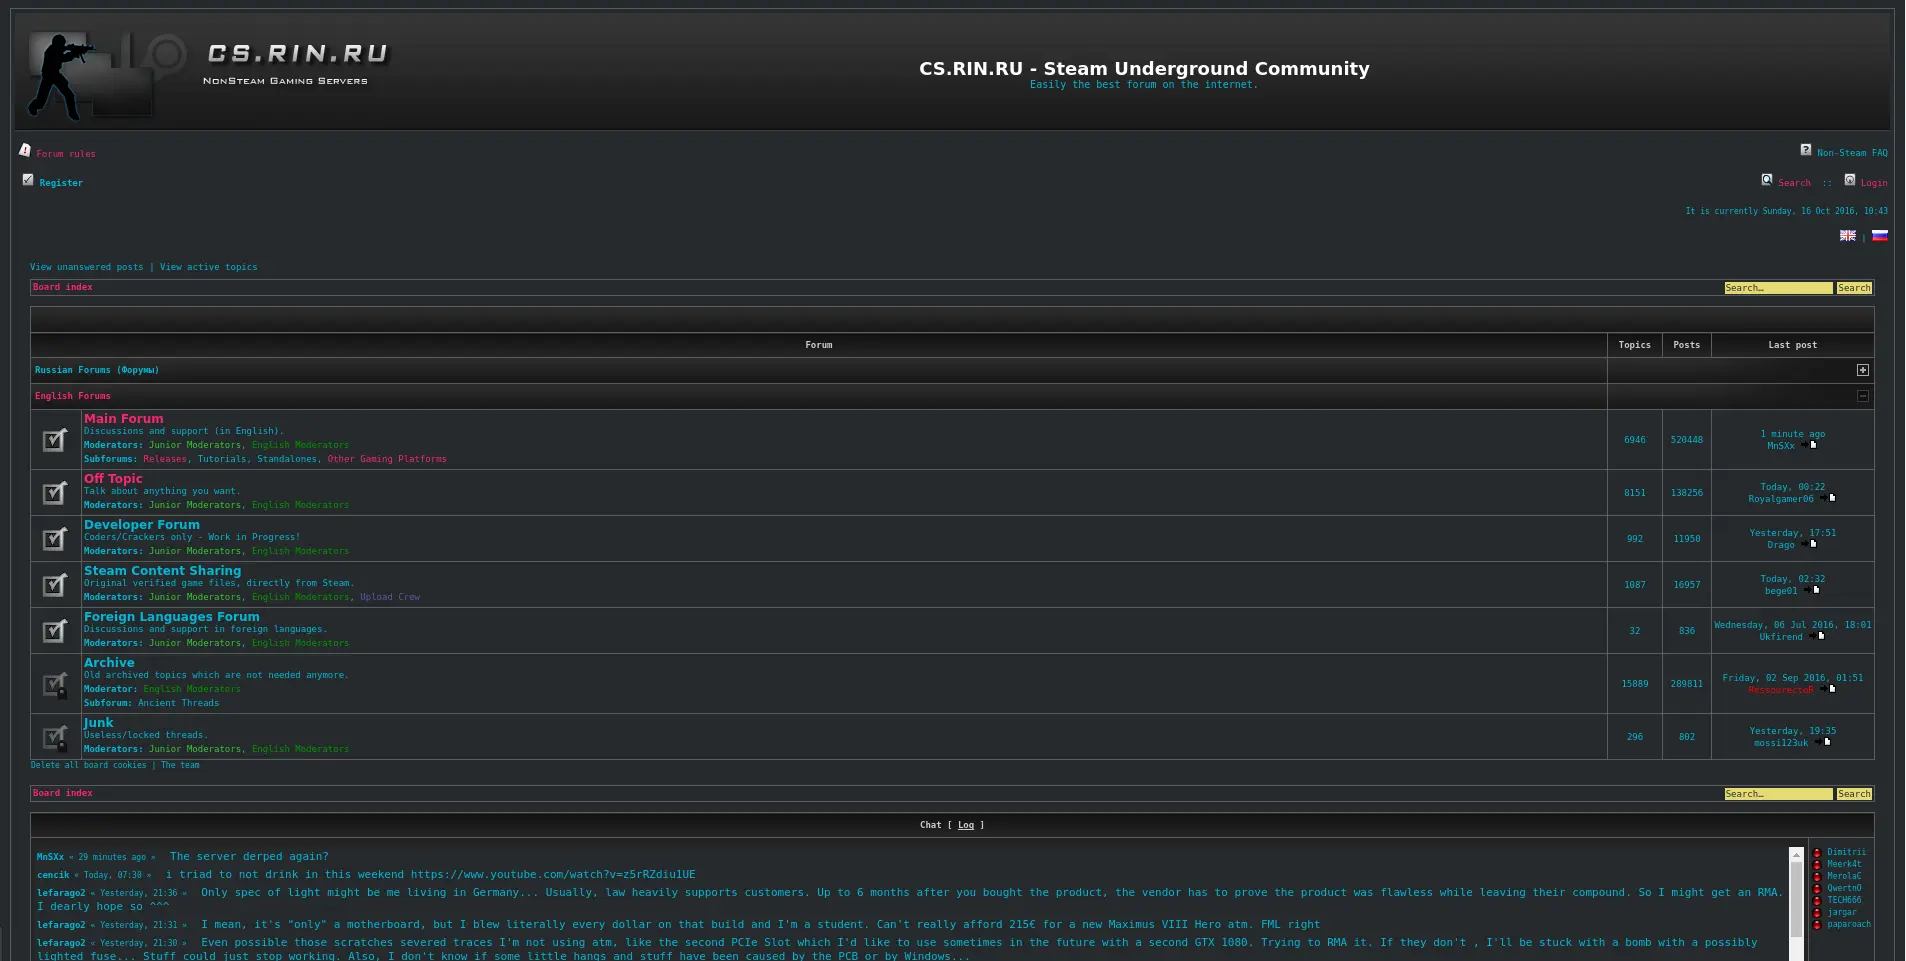 CS.RIN.RU
NonSteam Gaming Servers
CS.RIN.RU - Steam Underground Community
Easily the best forum on the internet.
Forum rules
Non-Steam FAQ
Register
Search :: Login
It is currently Sunday, 16 Oct 2016, 10:43
|
View unanswered posts | View active topics
Board index
Search… Search
Forum Topics Posts Last post
Russian Forums (Форумы)
English Forums
Main Forum
Discussions and support (in English).
Moderators: Junior Moderators, English Moderators
Subforums: Releases, Tutorials, Standalones, Other Gaming Platforms
6946 520448
1 minute ago
MnSXx
Off Topic
Talk about anything you want.
Moderators: Junior Moderators, English Moderators
8151 138256
Today, 00:22
Royalgamer06
Developer Forum
Coders/Crackers only - Work in Progress!
Moderators: Junior Moderators, English Moderators
992 11950
Yesterday, 17:51
Drago
Steam Content Sharing
Original verified game files, directly from Steam.
Moderators: Junior Moderators, English Moderators, Upload Crew
1087 16957
Today, 02:32
bege01
Foreign Languages Forum
Discussions and support in foreign languages.
Moderators: Junior Moderators, English Moderators
32 836
Wednesday, 06 Jul 2016, 18:01
Ukfirend
Archive
Old archived topics which are not needed anymore.
Moderator: English Moderators
Subforum: Ancient Threads
15889 289811
Friday, 02 Sep 2016, 01:51
RessourectoR
Junk
Useless/locked threads.
Moderators: Junior Moderators, English Moderators
296 802
Yesterday, 19:35
mossi123uk
Delete all board cookies | The team
Board index
Search… Search
Chat [ Log ]
MnSXx « 29 minutes ago » The server derped again?
cencik « Today, 07:30 » i triad to not drink in this weekend https://www.youtube.com/watch?v=z5rRZdiu1UE
lefarago2 « Yesterday, 21:36 » Only spec of light might be me living in Germany... Usually, law heavily supports customers. Up to 6 months after you bought the product, the vendor has to prove the product was flawless while leaving their compound. So I might get an RMA.
I dearly hope so ^^^
lefarago2 « Yesterday, 21:31 » I mean, it's "only" a motherboard, but I blew literally every dollar on that build and I'm a student. Can't really afford 215€ for a new Maximus VIII Hero atm. FML right
lefarago2 « Yesterday, 21:30 » Even possible those scratches severed traces I'm not using atm, like the second PCIe Slot which I'd like to use sometimes in the future with a second GTX 1080. Trying to RMA it. If they don't , I'll be stuck with a bomb with a possibly
lighted fuse... Stuff could just stop working. Also, I don't know if some little hangs and stuff have been caused by the PCB or by Windows...
Dimitrii
Meerk4t
MerolaC
QwertnO
TECH666
jargar
paparoach